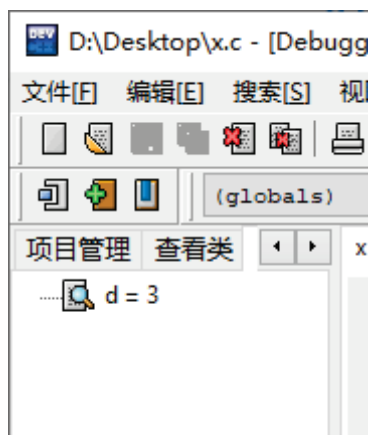 D:\Desktop\x.c - [Debugg
文件[F] 编辑[E] 搜索[S] 视
(globals)
项目管理 查看类 x
d = 3